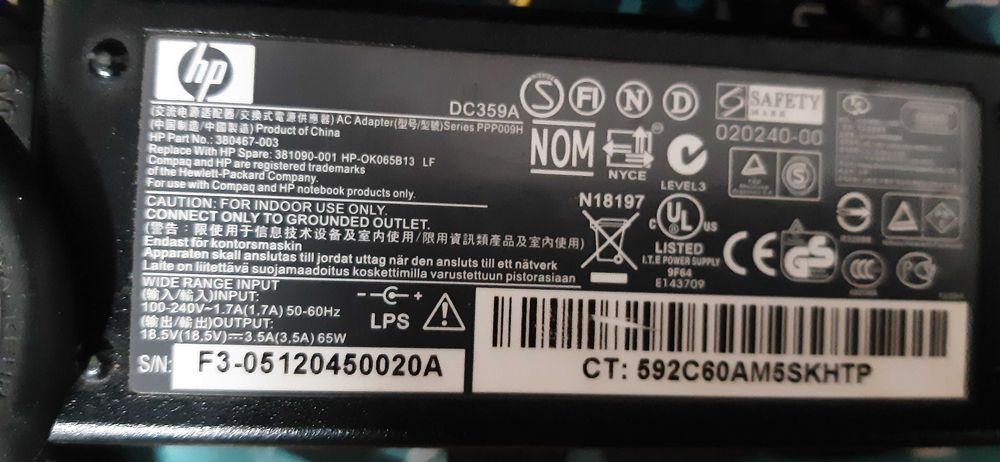 hp
DC359A
(交流电源适配器/交換式電源供應器) AC Adapter(型号/型號)Series PPP009H
(中国制造/中國製造) Product of China
HP Part No.: 380467-003
Replace With HP Spare: 381090-001 HP-OK065B13 LF
Compaq and HP are registered trademarks
of the Hewlett-Packard Company.
For use with Compaq and HP notebook products only.
CAUTION: FOR INDOOR USE ONLY.
CONNECT ONLY TO GROUNDED OUTLET.
(警告：限使用于信息技术设备及室内使用/限用資訊類產品及室內使用)
Endast för kontorsmaskin
Apparaten skall anslutas till jordat uttag när den ansluts till ett nätverk
Laite on liitettävä suojamaadoitus koskettimilla varustettuun pistorasiaan
WIDE RANGE INPUT
(输入/輸入)INPUT:
100-240V~1.7A(1,7A) 50-60Hz
(输出/輸出)OUTPUT:
18.5V(18,5V)⎓3.5A(3,5A) 65W
LPS
S/N: F3-05120450020A
S FI N D
NOM
NYCE
LEVEL3
S SAFETY
MARK
020240-00
N18197
c UL us
LISTED
I.T.E POWER SUPPLY
9F64
E143709
CE
GS
CCC
CT: 592C60AM5SKHTP